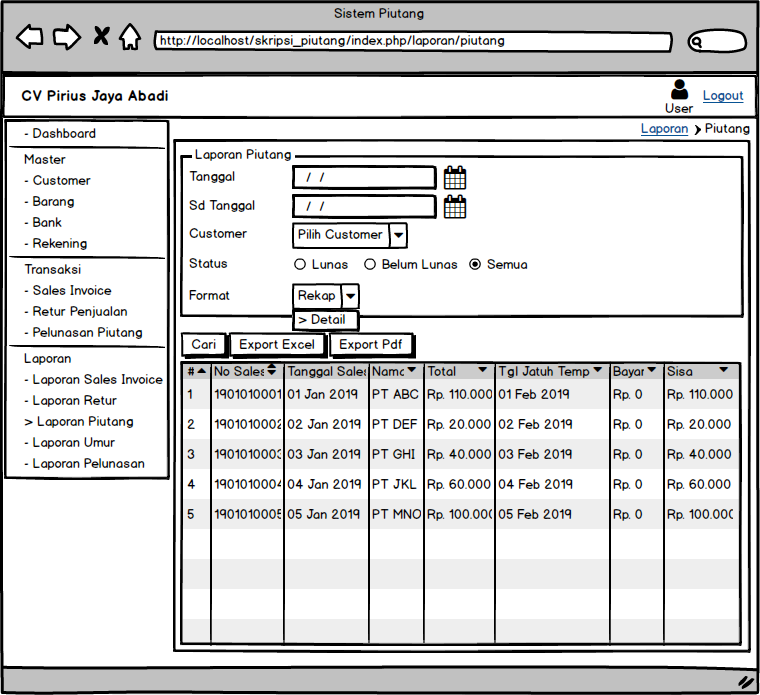 Sistem Piutang
http://localhost/skripsi_piutang/index.php/laporan/piutang
CV Pirius Jaya Abadi
User
Logout
Laporan ❯ Piutang
- Dashboard
Master
- Customer
- Barang
- Bank
- Rekening
Transaksi
- Sales Invoice
- Retur Penjualan
- Pelunasan Piutang
Laporan
- Laporan Sales Invoice
- Laporan Retur
> Laporan Piutang
- Laporan Umur
- Laporan Pelunasan
Laporan Piutang
Tanggal / /
Sd Tanggal / /
Customer Pilih Customer
Status Lunas Belum Lunas Semua
Format Rekap
> Detail
Cari Export Excel Export Pdf
# No Sales Tanggal Sales Nama Total Tgl Jatuh Temp Bayar Sisa
1 1901010001 01 Jan 2019 PT ABC Rp. 110.000 01 Feb 2019 Rp. 0 Rp. 110.000
2 1901010002 02 Jan 2019 PT DEF Rp. 20.000 02 Feb 2019 Rp. 0 Rp. 20.000
3 1901010003 03 Jan 2019 PT GHI Rp. 40.000 03 Feb 2019 Rp. 0 Rp. 40.000
4 1901010004 04 Jan 2019 PT JKL Rp. 60.000 04 Feb 2019 Rp. 0 Rp. 60.000
5 1901010005 05 Jan 2019 PT MNO Rp. 100.000 05 Feb 2019 Rp. 0 Rp. 100.000